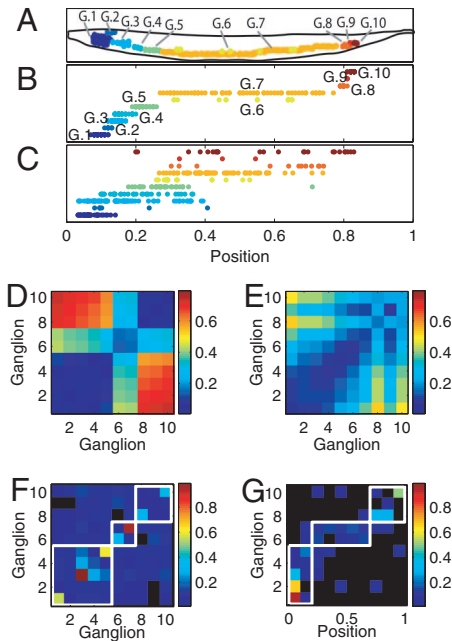 A
G.1
G.2
G.3
G.4
G.5
G.6
G.7
G.8
G.9
G.10
B
G.10
G.9
G.8
G.7
G.6
G.5
G.4
G.3
G.2
G.1
C
0 0.2 0.4 0.6 0.8 1
Position
D
10
8
6
4
2
Ganglion
2 4 6 8 10
Ganglion
0.6
0.4
0.2
E
10
8
6
4
2
Ganglion
2 4 6 8 10
Ganglion
0.6
0.4
0.2
F
10
8
6
4
2
Ganglion
2 4 6 8 10
Ganglion
0.8
0.6
0.4
0.2
G
10
8
6
4
2
Ganglion
0 0.5 1
Position
0.8
0.6
0.4
0.2